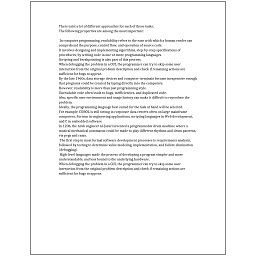 There exist a lot of different approaches for each of those tasks.
The following properties are among the most important:
In computer programming, readability refers to the ease with which a human reader can
comprehend the purpose, control flow, and operation of source code.
It involves designing and implementing algorithms, step-by-step specifications of
procedures, by writing code in one or more programming languages.
Scripting and breakpointing is also part of this process.
When debugging the problem in a GUI, the programmer can try to skip some user
interaction from the original problem description and check if remaining actions are
sufficient for bugs to appear.
By the late 1960s, data storage devices and computer terminals became inexpensive enough
that programs could be created by typing directly into the computers.
However, readability is more than just programming style.
Unreadable code often leads to bugs, inefficiencies, and duplicated code.
Also, specific user environment and usage history can make it difficult to reproduce the
problem.
Ideally, the programming language best suited for the task at hand will be selected.
For example, COBOL is still strong in corporate data centers often on large mainframe
computers, Fortran in engineering applications, scripting languages in Web development,
and C in embedded software.
In 1206, the Arab engineer Al-Jazari invented a programmable drum machine where a
musical mechanical automaton could be made to play different rhythms and drum patterns,
via pegs and cams.
The first step in most formal software development processes is requirements analysis,
followed by testing to determine value modeling, implementation, and failure elimination
(debugging).
High-level languages made the process of developing a program simpler and more
understandable, and less bound to the underlying hardware.
When debugging the problem in a GUI, the programmer can try to skip some user
interaction from the original problem description and check if remaining actions are
sufficient for bugs to appear.